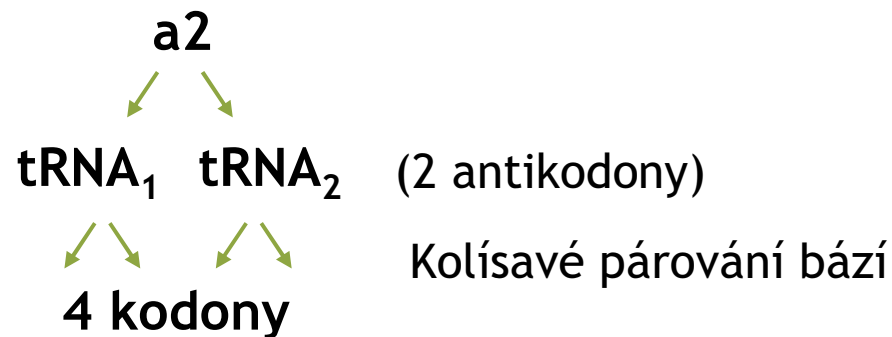 a2
tRNA₁ tRNA₂ (2 antikodony)
Kolísavé párování bází
4 kodony